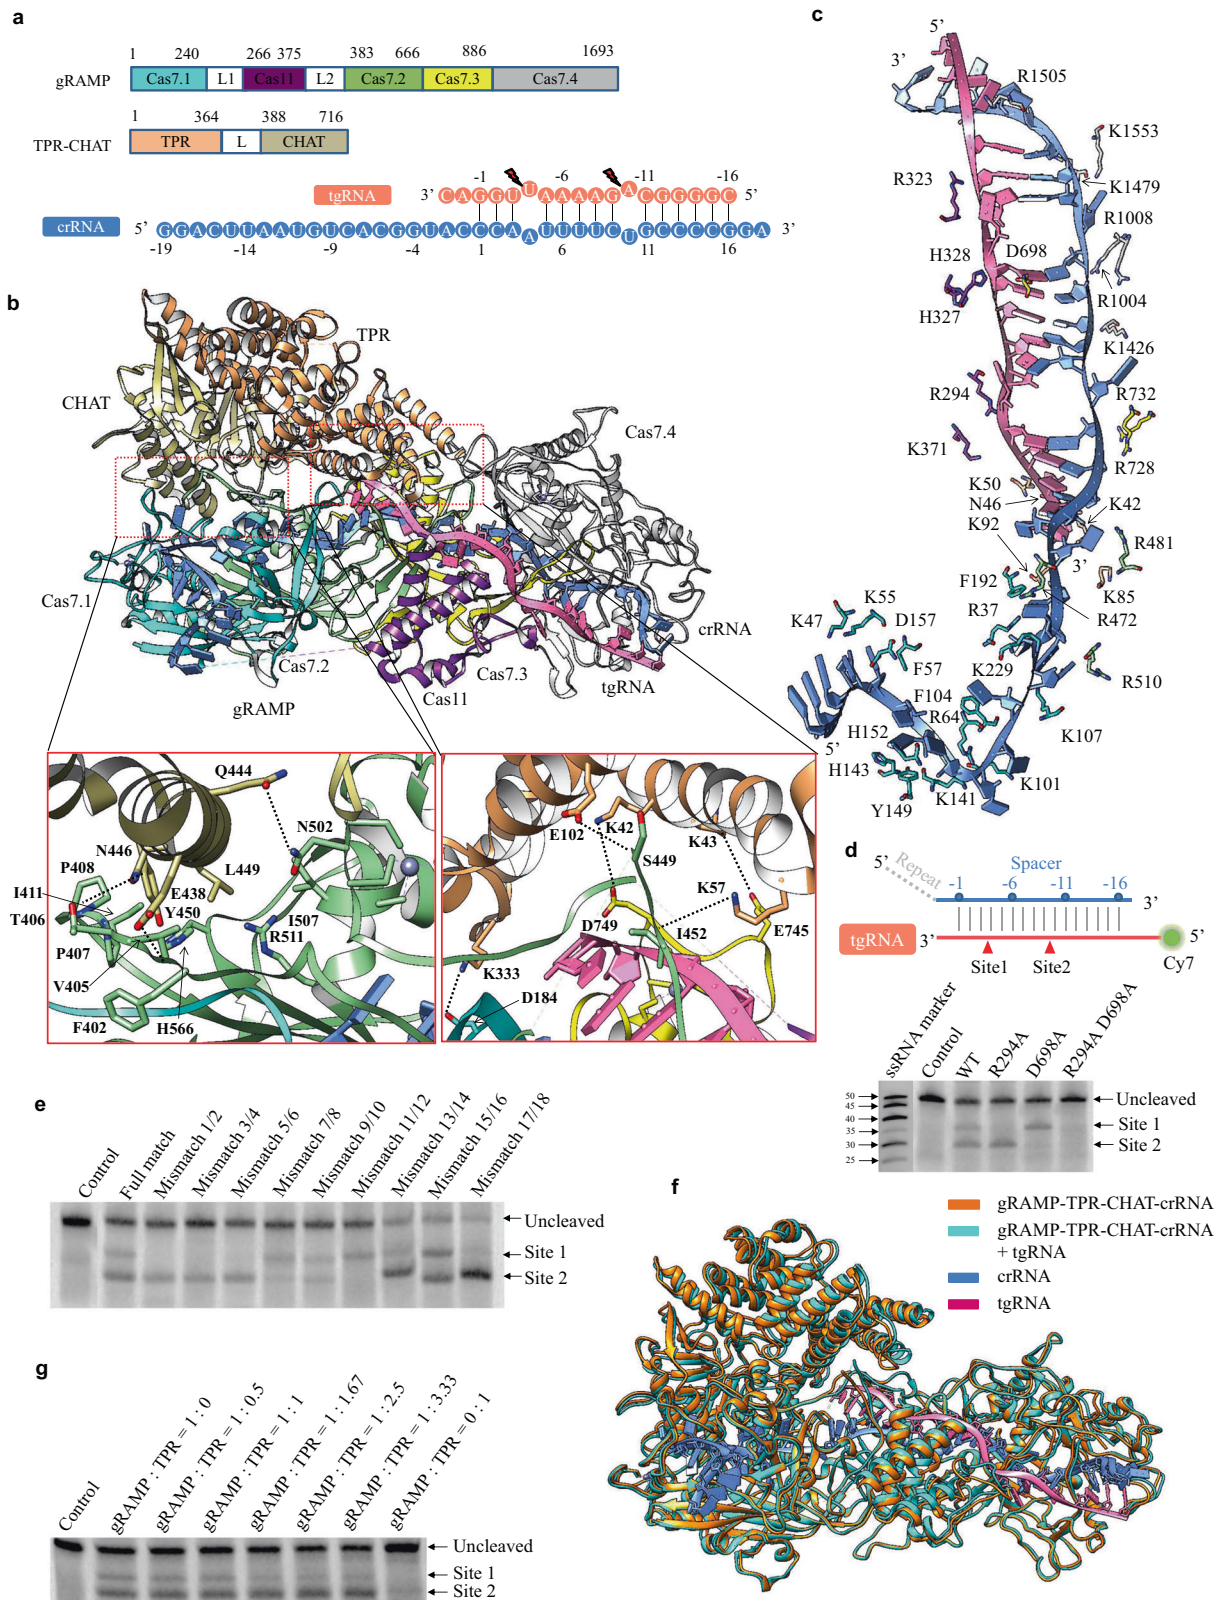 a
1 240 266 375 383 666 886 1693
gRAMP Cas7.1 L1 Cas11 L2 Cas7.2 Cas7.3 Cas7.4
1 364 388 716
TPR-CHAT TPR L CHAT
-1 -6 -11 -16
tgRNA 3’ CAGGUUAAAAGACGGGGC 5’
crRNA 5’ GGACUUAAUGUCACGGUACCCAAAUUUUCUGCCCCGGA 3’
-19 -14 -9 -4 1 6 11 16
b
TPR
CHAT
Cas7.4
Cas7.1
Cas7.2
Cas7.3
Cas11
crRNA
tgRNA
gRAMP
Q444
N446
N502
P408
L449
I411
E438
T406
Y450
I507
P407
R511
V405
F402
H566
E102
K42
K43
S449
K57
D749
I452
E745
K333
D184
c
5’
3’
R1505
K1553
R323
K1479
R1008
H328
D698
R1004
H327
K1426
R294
R732
K371
R728
K50
N46
K42
K92
R481
3’
F192
K85
K55
K47
R37
R472
D157
F57
K229
R510
F104
R64
H152
K107
5’
H143
K101
K141
Y149
d
5’ Repeat Spacer
-1 -6 -11 -16
3’
tgRNA 3’ 5’
Site1 Site2 Cy7
ssRNA marker
Control
WT
R294A
D698A
R294A D698A
50
45
40
35
30
25
Uncleaved
Site 1
Site 2
e
Control
Full match
Mismatch 1/2
Mismatch 3/4
Mismatch 5/6
Mismatch 7/8
Mismatch 9/10
Mismatch 11/12
Mismatch 13/14
Mismatch 15/16
Mismatch 17/18
Uncleaved
Site 1
Site 2
f
gRAMP-TPR-CHAT-crRNA
gRAMP-TPR-CHAT-crRNA
+ tgRNA
crRNA
tgRNA
g
Control
gRAMP : TPR = 1 : 0
gRAMP : TPR = 1 : 0.5
gRAMP : TPR = 1 : 1
gRAMP : TPR = 1 : 1.67
gRAMP : TPR = 1 : 2.5
gRAMP : TPR = 1 : 3.33
gRAMP : TPR = 0 : 1
Uncleaved
Site 1
Site 2